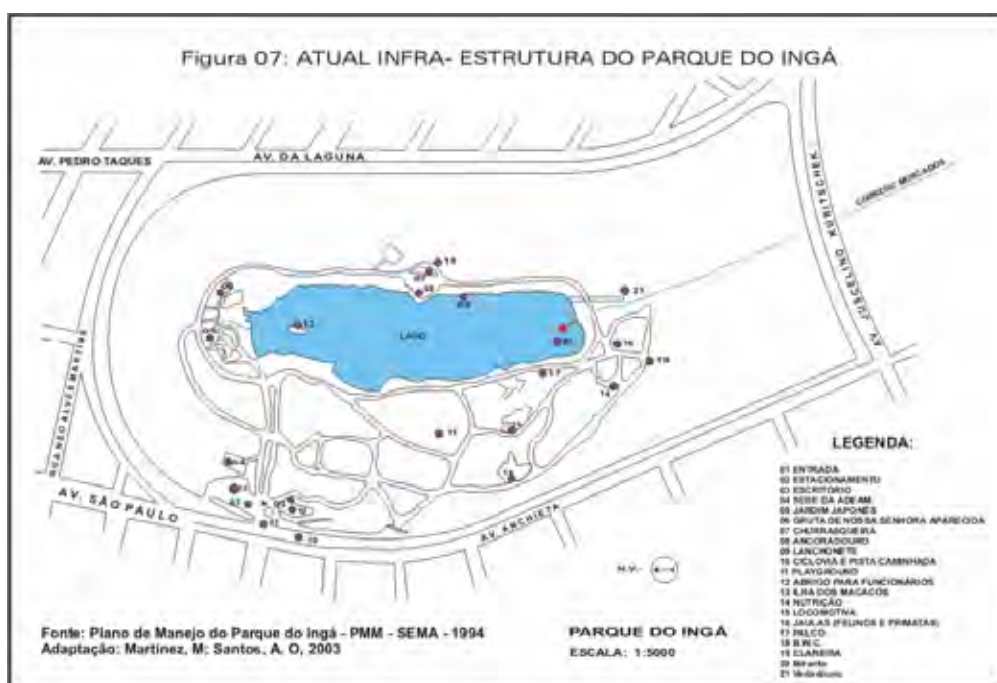 Figura 07: ATUAL INFRA- ESTRUTURA DO PARQUE DO INGÁ
AV. PEDRO TAQUES
AV. DA LAGUNA
AV. JUSCELINO KUBITSCHEK
CORREGO MOSCADOS
LAGO
AV. SÃO PAULO
AV. ANCHIETA
LEGENDA:
01 ENTRADA
02 ESTACIONAMENTO
03 ESCRITÓRIO
04 SEDE DA ADEAM
05 JARDIM JAPONÊS
06 GRUTA DE NOSSA SENHORA APARECIDA
07 CHURRASQUEIRA
08 ANCORADOURO
09 LANCHONETE
10 CICLOVIA E PISTA CAMINHADA
11 PLAYGROUND
12 ABRIGO PARA FUNCIONÁRIOS
13 ILHA DOS MACACOS
14 NUTRIÇÃO
15 LOCOMOTIVA
16 JAULAS (FELINOS E PRIMATAS)
17 PALCO
18 B.W.C.
19 CLAREIRA
20 Mirante
21
Fonte: Plano de Manejo do Parque do Ingá - PMM - SEMA - 1994
Adaptação: Martinez, M; Santos, A. O, 2003
PARQUE DO INGÁ
ESCALA: 1:5000